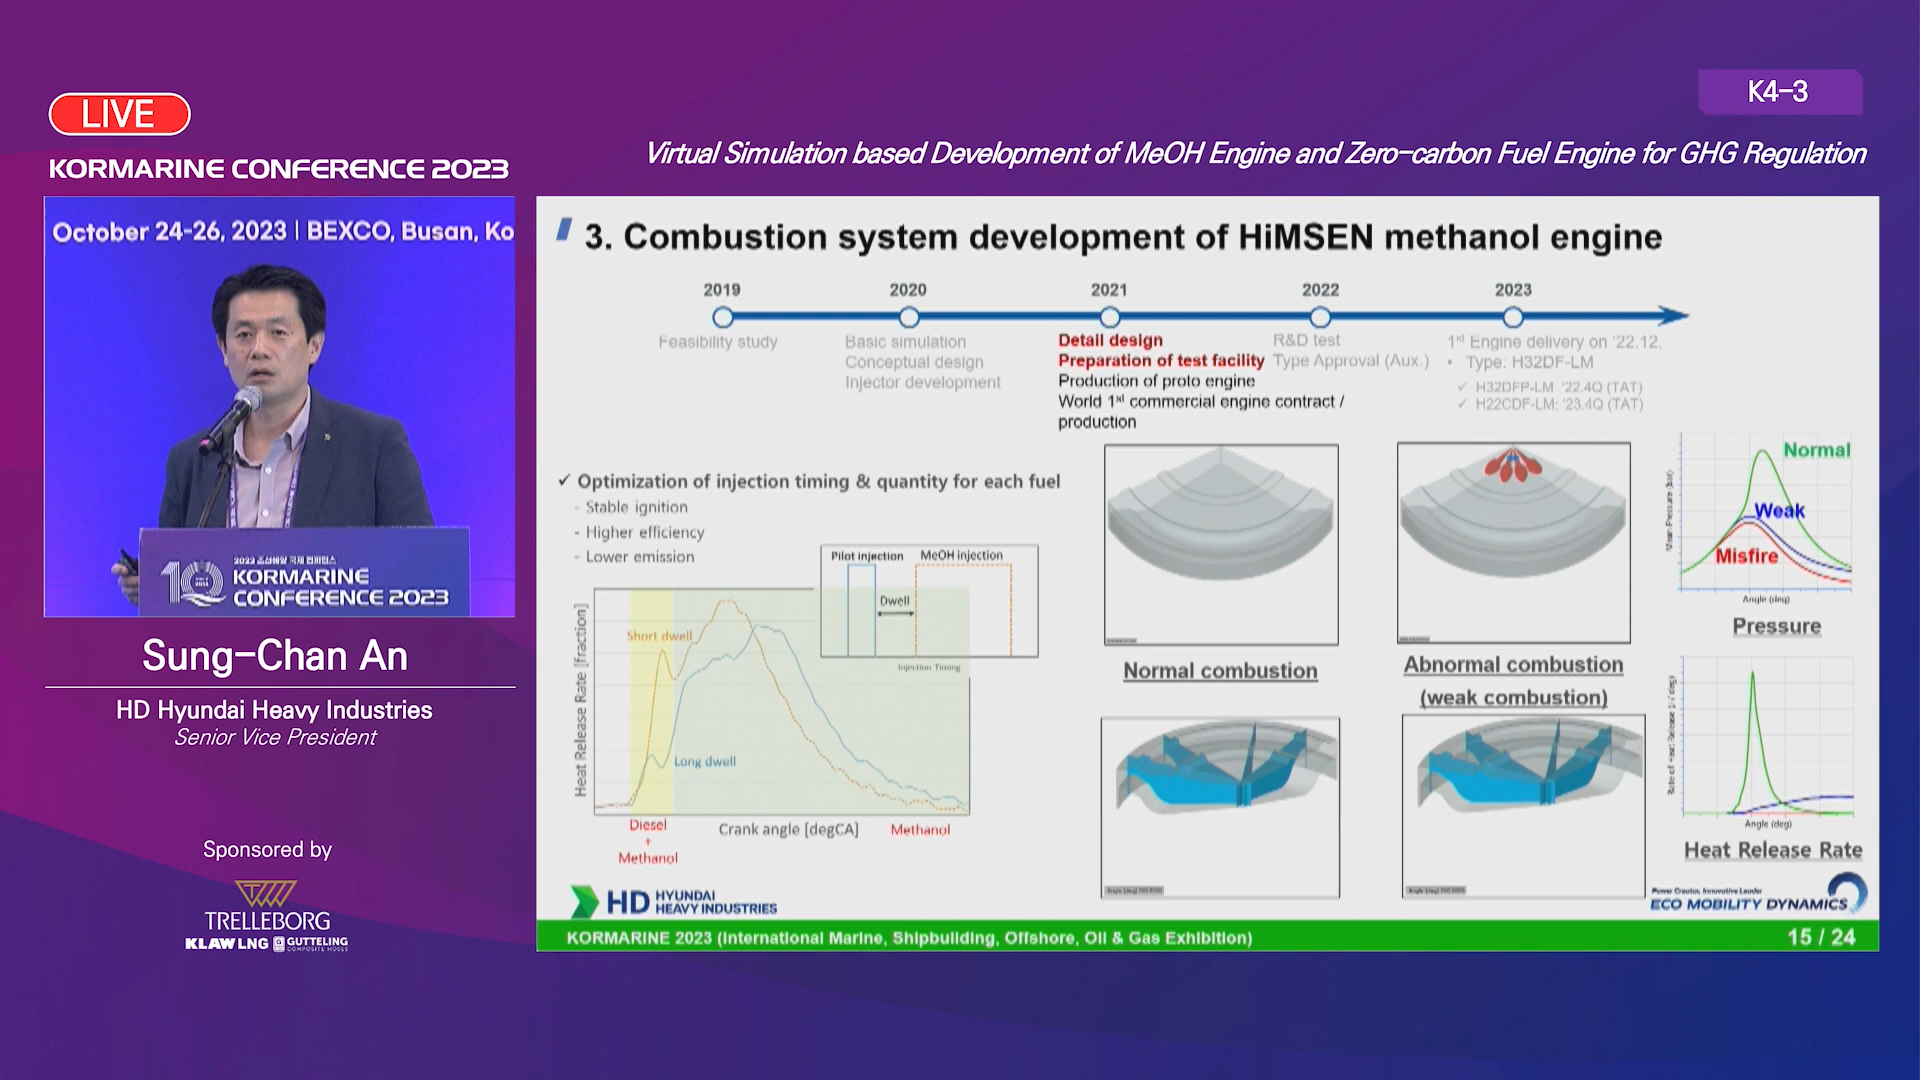 LIVE
KORMARINE CONFERENCE 2023
K4-3
Virtual Simulation based Development of MeOH Engine and Zero-carbon Fuel Engine for GHG Regulation
October 24-26, 2023 | BEXCO, Busan, Ko
10
2023 조선해양 국제 컨퍼런스
KORMARINE
CONFERENCE 2023
Sung-Chan An
HD Hyundai Heavy Industries
Senior Vice President
Sponsored by
TRELLEBORG
KLAW LNG GUTTELING
COMPOSITE HOSES
3. Combustion system development of HiMSEN methanol engine
2019
2020
2021
2022
2023
Feasibility study
Basic simulation
Conceptual design
Injector development
Detail design
Preparation of test facility
Production of proto engine
World 1st commercial engine contract /
production
R&D test
Type Approval (Aux.)
1st Engine delivery on '22.12.
• Type: H32DF-LM
✓ H32DFP-LM '22.4Q (TAT)
✓ H22CDF-LM: '23.4Q (TAT)
✓ Optimization of injection timing & quantity for each fuel
- Stable ignition
- Higher efficiency
- Lower emission
Pilot injection
MeOH injection
Dwell
Injection Timing
Heat Release Rate [fraction]
Short dwell
Long dwell
Diesel
+
Methanol
Crank angle [degCA]
Methanol
Normal combustion
Abnormal combustion
(weak combustion)
Mean Pressure (bar)
Normal
Weak
Misfire
Angle (deg)
Pressure
Angle (deg)
Heat Release Rate
HD HYUNDAI
HEAVY INDUSTRIES
Power Creator, Innovative Leader
ECO MOBILITY DYNAMICS
KORMARINE 2023 (International Marine, Shipbuilding, Offshore, Oil & Gas Exhibition)
15 / 24